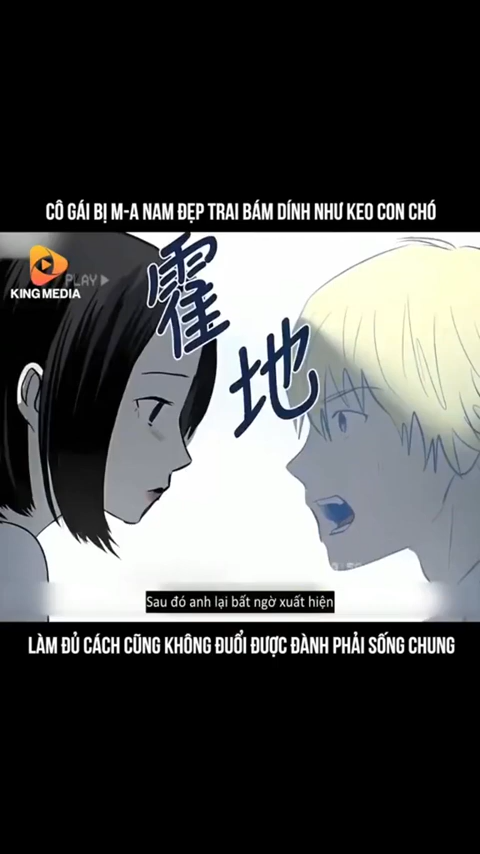 CÔ GÁI BỊ M-A NAM ĐẸP TRAI BÁM DÍNH NHƯ KEO CON CHÓ
PLAY
KING MEDIA
霍地
Sau đó anh lại bất ngờ xuất hiện
LÀM ĐỦ CÁCH CŨNG KHÔNG ĐUỔI ĐƯỢC ĐÀNH PHẢI SỐNG CHUNG